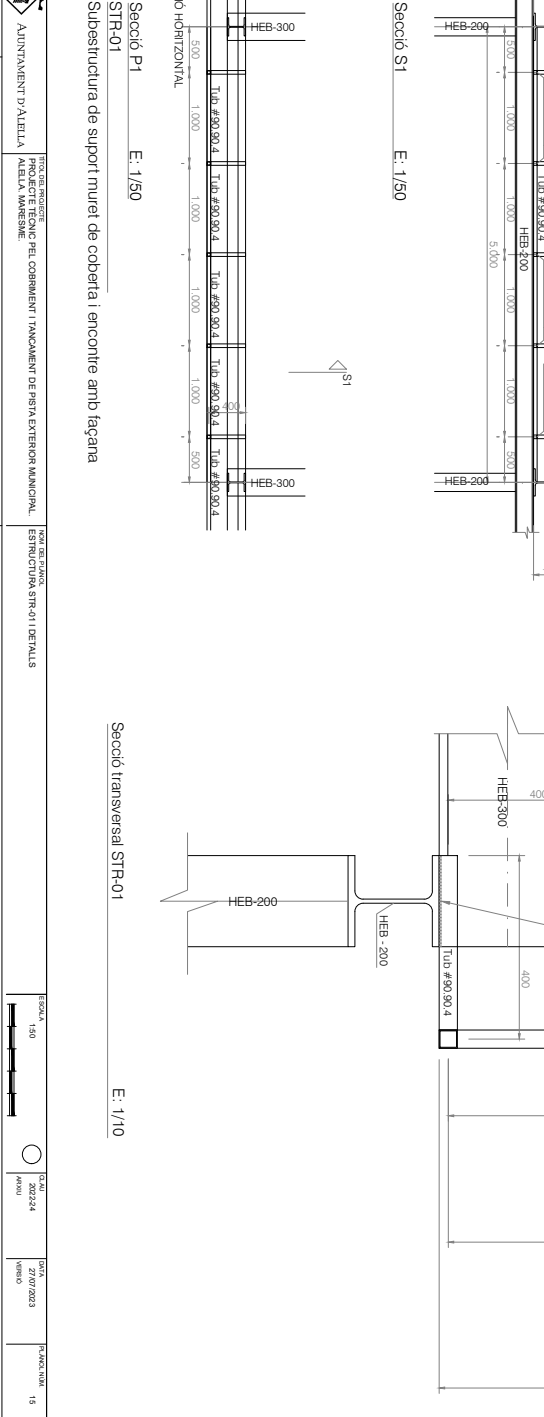 HEB-200
500
1.000
1.000
1.000
1.000
500
Tub #90.90.4
HEB-200
5.000
HEB-200
Secció S1 E: 1/50
S1
HEB-300
Tub #90.90.4
Tub #90.90.4
Tub #90.90.4
Tub #90.90.4
Tub #90.90.4
400
HEB-300
500
1.000
1.000
1.000
1.000
500
Ó HORITZONTAL
Secció P1 E: 1/50
STR-01
Subestructura de suport muret de coberta i encontre amb façana
HEB-300
400
400
Tub #90.90.4
HEB - 200
HEB-200
Secció transversal STR-01 E: 1/10
AJUNTAMENT D'ALELLA
TÍTOL DEL PROJECTE
PROJECTE TÈCNIC PEL COBRIMENT I TANCAMENT DE PISTA EXTERIOR MUNICIPAL.
ALELLA. MARESME.
NOM DEL PLÀNOL
ESTRUCTURA STR-01 I DETALLS
ESCALA
1:50
CLAU
2022-24
ARXIU
DATA
27/07/2023
VERSIÓ
PLÀNOL NÚM.
15